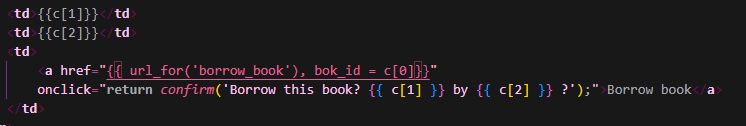 <td>{{c[1]}}</td>
<td>{{c[2]}}</td>
<td>
<a href="{{ url_for('borrow_book'), bok_id = c[0]}}"
onclick="return confirm('Borrow this book? {{ c[1] }} by {{ c[2] }} ?');">Borrow book</a>
</td>